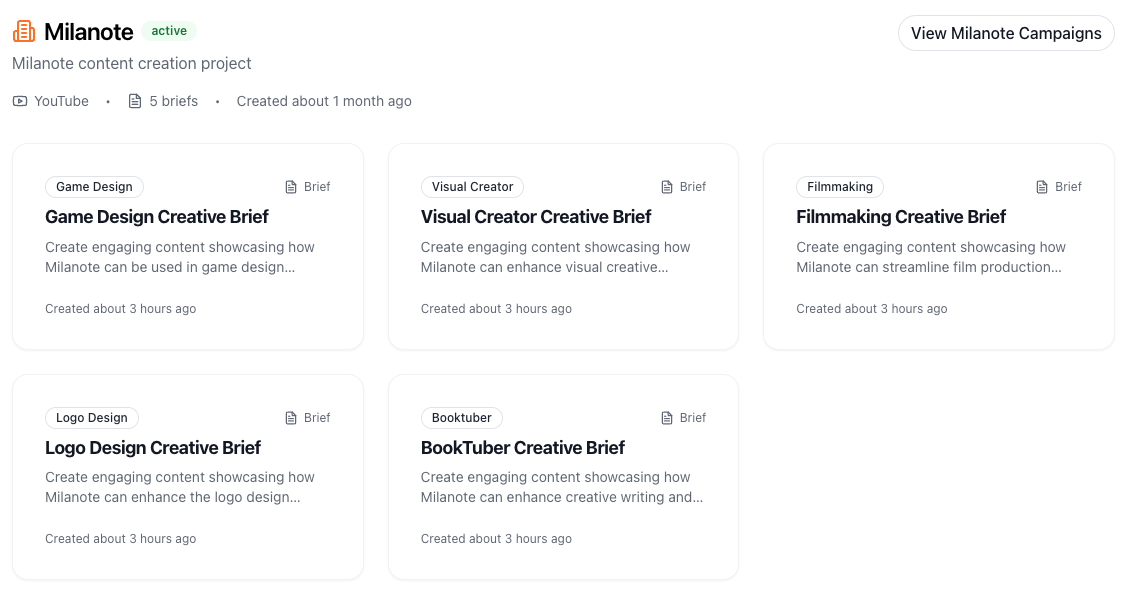 Milanote active
View Milanote Campaigns
Milanote content creation project
YouTube • 5 briefs • Created about 1 month ago
Game Design Brief
Game Design Creative Brief
Create engaging content showcasing how
Milanote can be used in game design...
Created about 3 hours ago
Visual Creator Brief
Visual Creator Creative Brief
Create engaging content showcasing how
Milanote can enhance visual creative...
Created about 3 hours ago
Filmmaking Brief
Filmmaking Creative Brief
Create engaging content showcasing how
Milanote can streamline film production...
Created about 3 hours ago
Logo Design Brief
Logo Design Creative Brief
Create engaging content showcasing how
Milanote can enhance the logo design...
Created about 3 hours ago
Booktuber Brief
BookTuber Creative Brief
Create engaging content showcasing how
Milanote can enhance creative writing and...
Created about 3 hours ago